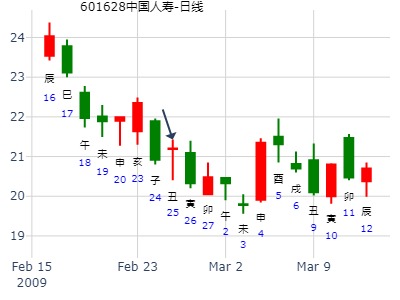 601628中国人寿-日线
24
23
22
21
20
19
辰
16
巳
17
午
18
未
19
申
20
亥
23
子
24
丑
25
寅
26
卯
27
午
2
未
3
申
4
酉
5
戌
6
丑
9
寅
10
卯
11
辰
12
Feb 15
2009
Feb 23
Mar 2
Mar 9